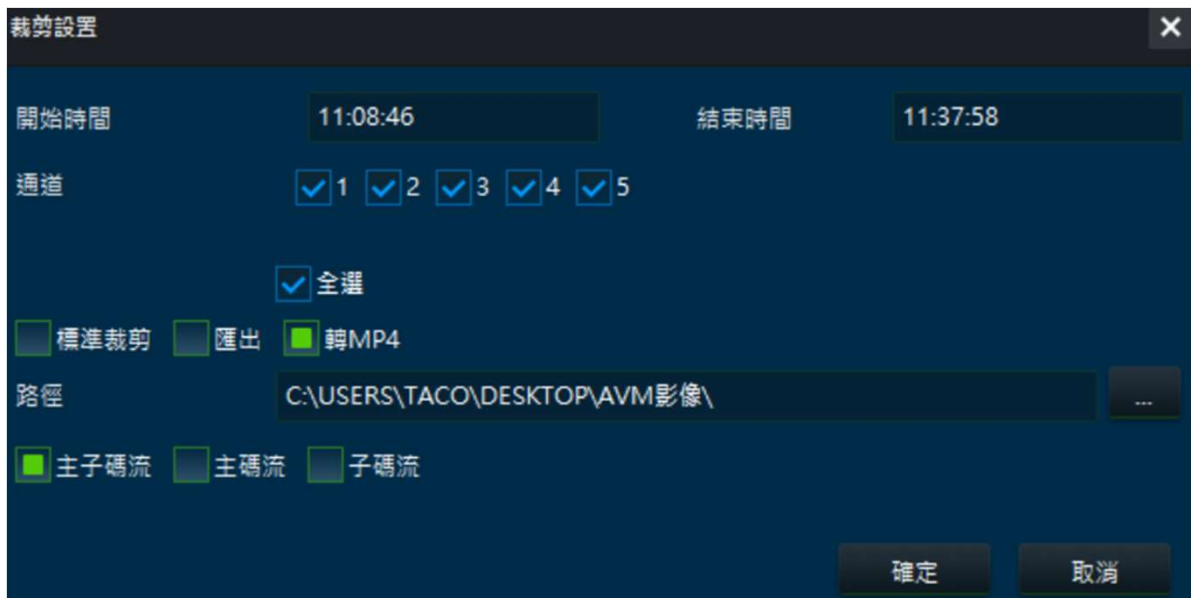 裁剪設置
開始時間 11:08:46 結束時間 11:37:58
通道 1 2 3 4 5
全選
標準裁剪 匯出 轉MP4
路徑 C:\USERS\TACO\DESKTOP\AVM影像\ ...
主子碼流 主碼流 子碼流
確定 取消